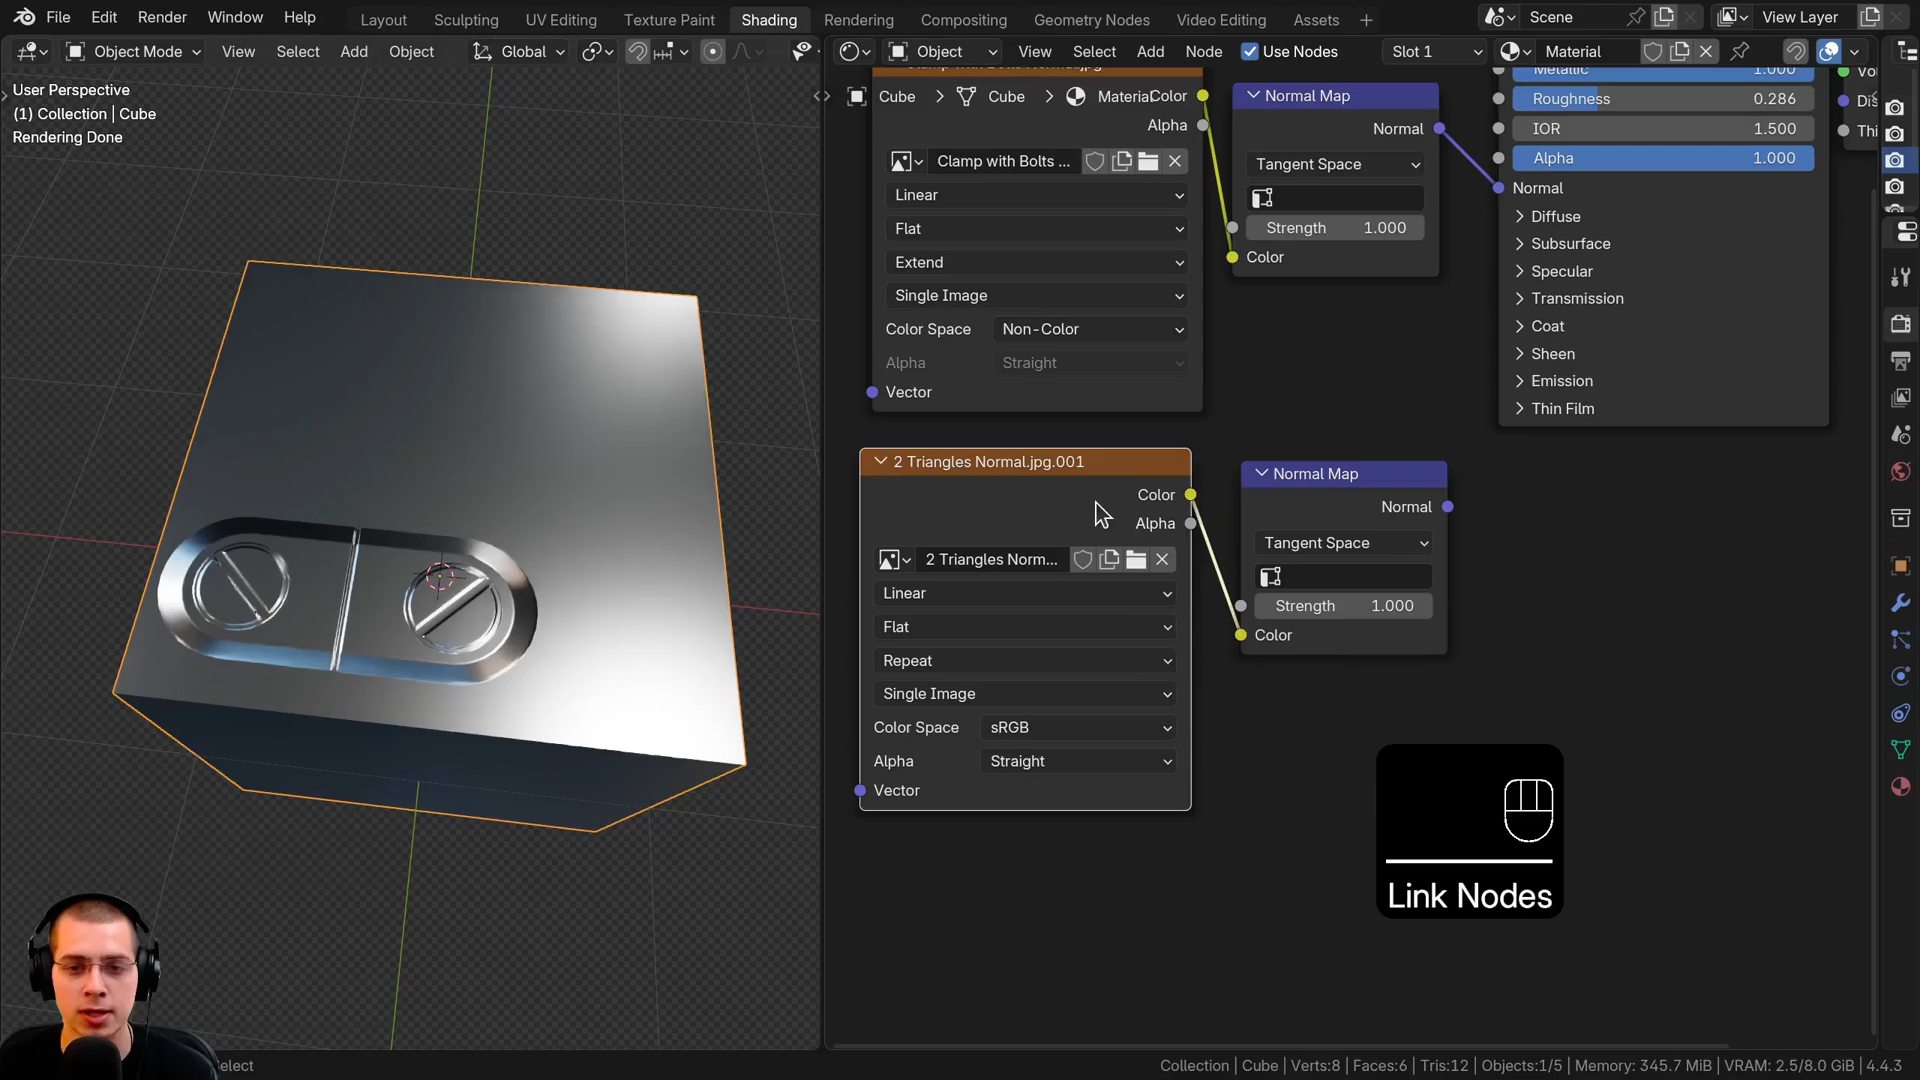 File Edit Render Window Help Layout Sculpting UV Editing Texture Paint Shading Rendering Compositing Geometry Nodes Video Editing Assets + Scene View Layer
Object Mode View Select Add Object Global
Object View Select Add Node Use Nodes Slot 1 Material
User Perspective
(1) Collection | Cube
Rendering Done
Cube > Cube > Material
Color
Alpha
Clamp with Bolts ...
Linear
Flat
Extend
Single Image
Color Space Non-Color
Alpha Straight
Vector
Normal Map
Normal
Tangent Space
Strength 1.000
Color
Metallic 1.000
Roughness 0.286
IOR 1.500
Alpha 1.000
Normal
Diffuse
Subsurface
Specular
Transmission
Coat
Sheen
Emission
Thin Film
2 Triangles Normal.jpg.001
Color
Alpha
2 Triangles Norm...
Linear
Flat
Repeat
Single Image
Color Space sRGB
Alpha Straight
Vector
Normal Map
Normal
Tangent Space
Strength 1.000
Color
Link Nodes
elect
Collection | Cube | Verts:8 | Faces:6 | Tris:12 | Objects:1/5 | Memory: 345.7 MiB | VRAM: 2.5/8.0 GiB | 4.4.3